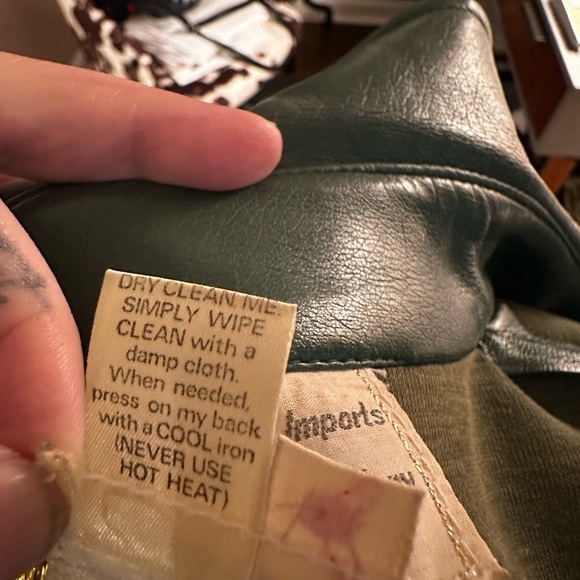 DRY CLEAN ME.
SIMPLY WIPE
CLEAN with a
damp cloth.
When needed,
press on my back
with a COOL iron
(NEVER USE
HOT HEAT)
Imports